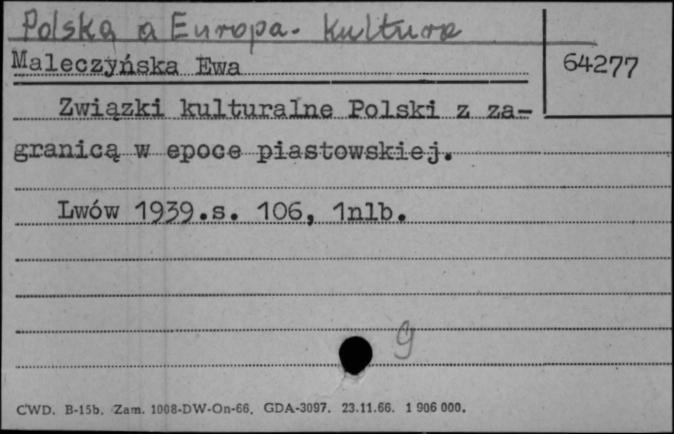 Polska a Europa. Kultura
Maleczyńska Ewa
64277
Związki kulturalne Polski z za-
granicą w epoce piastowskiej.
Lwów 1939.s. 106, 1nlb.
g
CWD. B-15b. Zam. 1008-DW-On-66. GDA-3097. 23.11.66. 1 906 000.